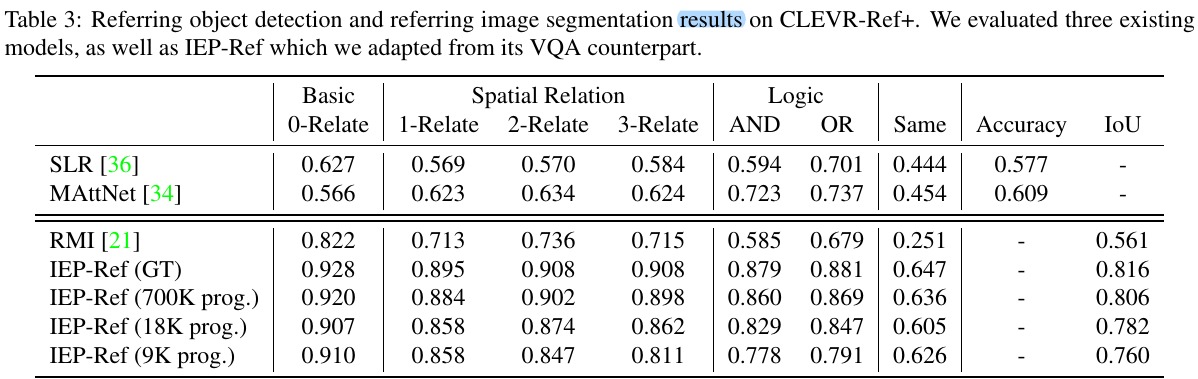 Table 3: Referring object detection and referring image segmentation results on CLEVR-Ref+. We evaluated three existing
models, as well as IEP-Ref which we adapted from its VQA counterpart.
Basic Spatial Relation Logic
0-Relate 1-Relate 2-Relate 3-Relate AND OR Same Accuracy IoU
SLR [36] 0.627 0.569 0.570 0.584 0.594 0.701 0.444 0.577 -
MAttNet [34] 0.566 0.623 0.634 0.624 0.723 0.737 0.454 0.609 -
RMI [21] 0.822 0.713 0.736 0.715 0.585 0.679 0.251 - 0.561
IEP-Ref (GT) 0.928 0.895 0.908 0.908 0.879 0.881 0.647 - 0.816
IEP-Ref (700K prog.) 0.920 0.884 0.902 0.898 0.860 0.869 0.636 - 0.806
IEP-Ref (18K prog.) 0.907 0.858 0.874 0.862 0.829 0.847 0.605 - 0.782
IEP-Ref (9K prog.) 0.910 0.858 0.847 0.811 0.778 0.791 0.626 - 0.760